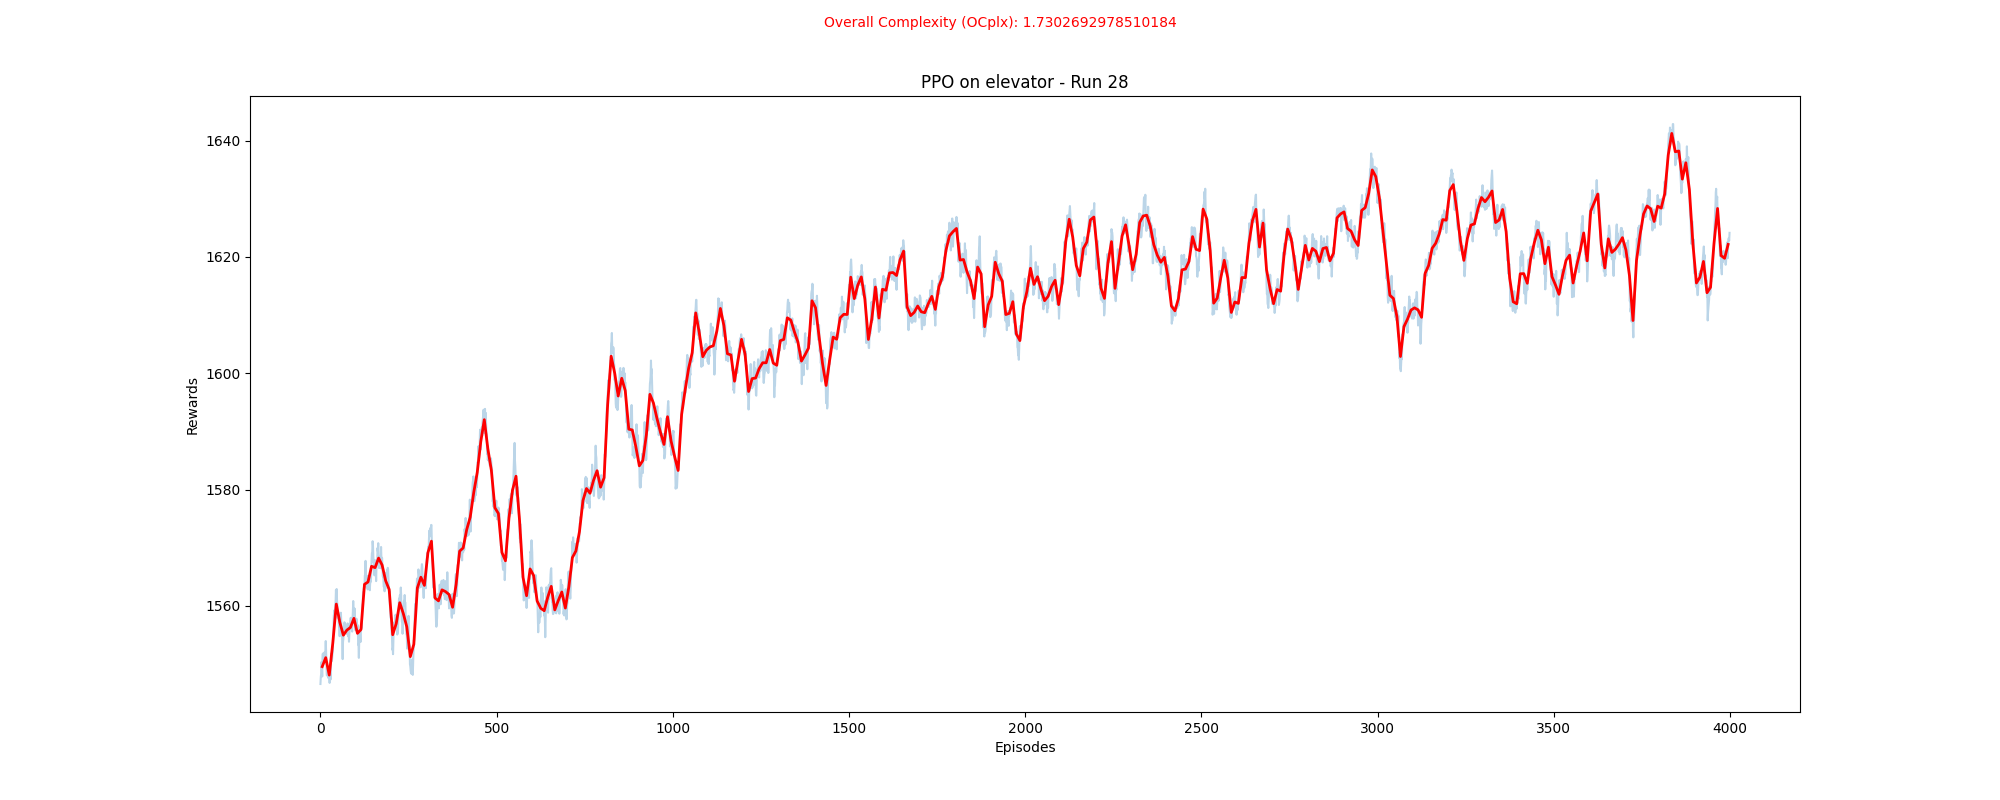 Overall Complexity (OCplx): 1.7302692978510184
PPO on elevator - Run 28
1640
1620
1600
1580
1560
Rewards
0 500 1000 1500 2000 2500 3000 3500 4000
Episodes